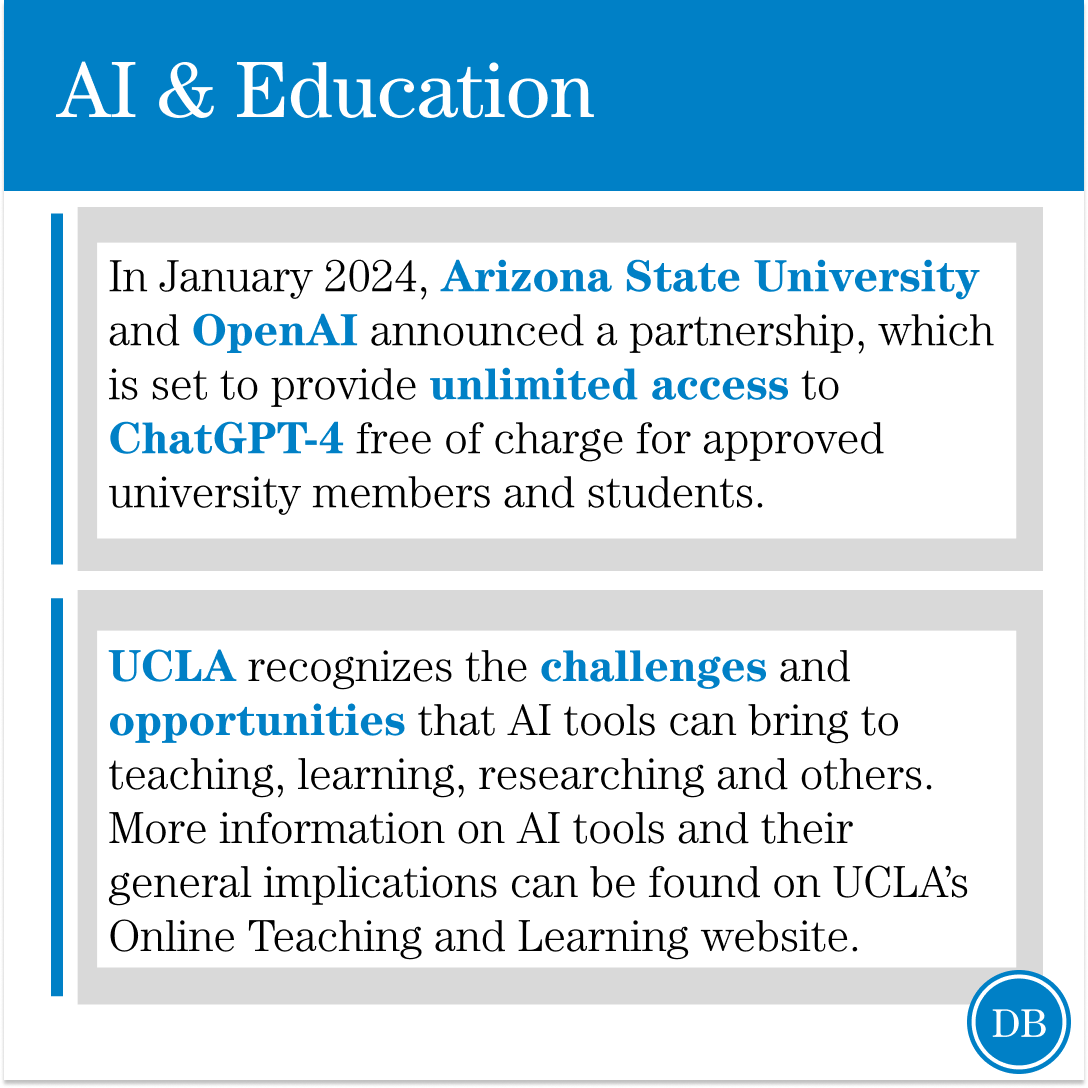 AI & Education
In January 2024, Arizona State University
and OpenAI announced a partnership, which
is set to provide unlimited access to
ChatGPT-4 free of charge for approved
university members and students.
UCLA recognizes the challenges and
opportunities that AI tools can bring to
teaching, learning, researching and others.
More information on AI tools and their
general implications can be found on UCLA’s
Online Teaching and Learning website.
DB